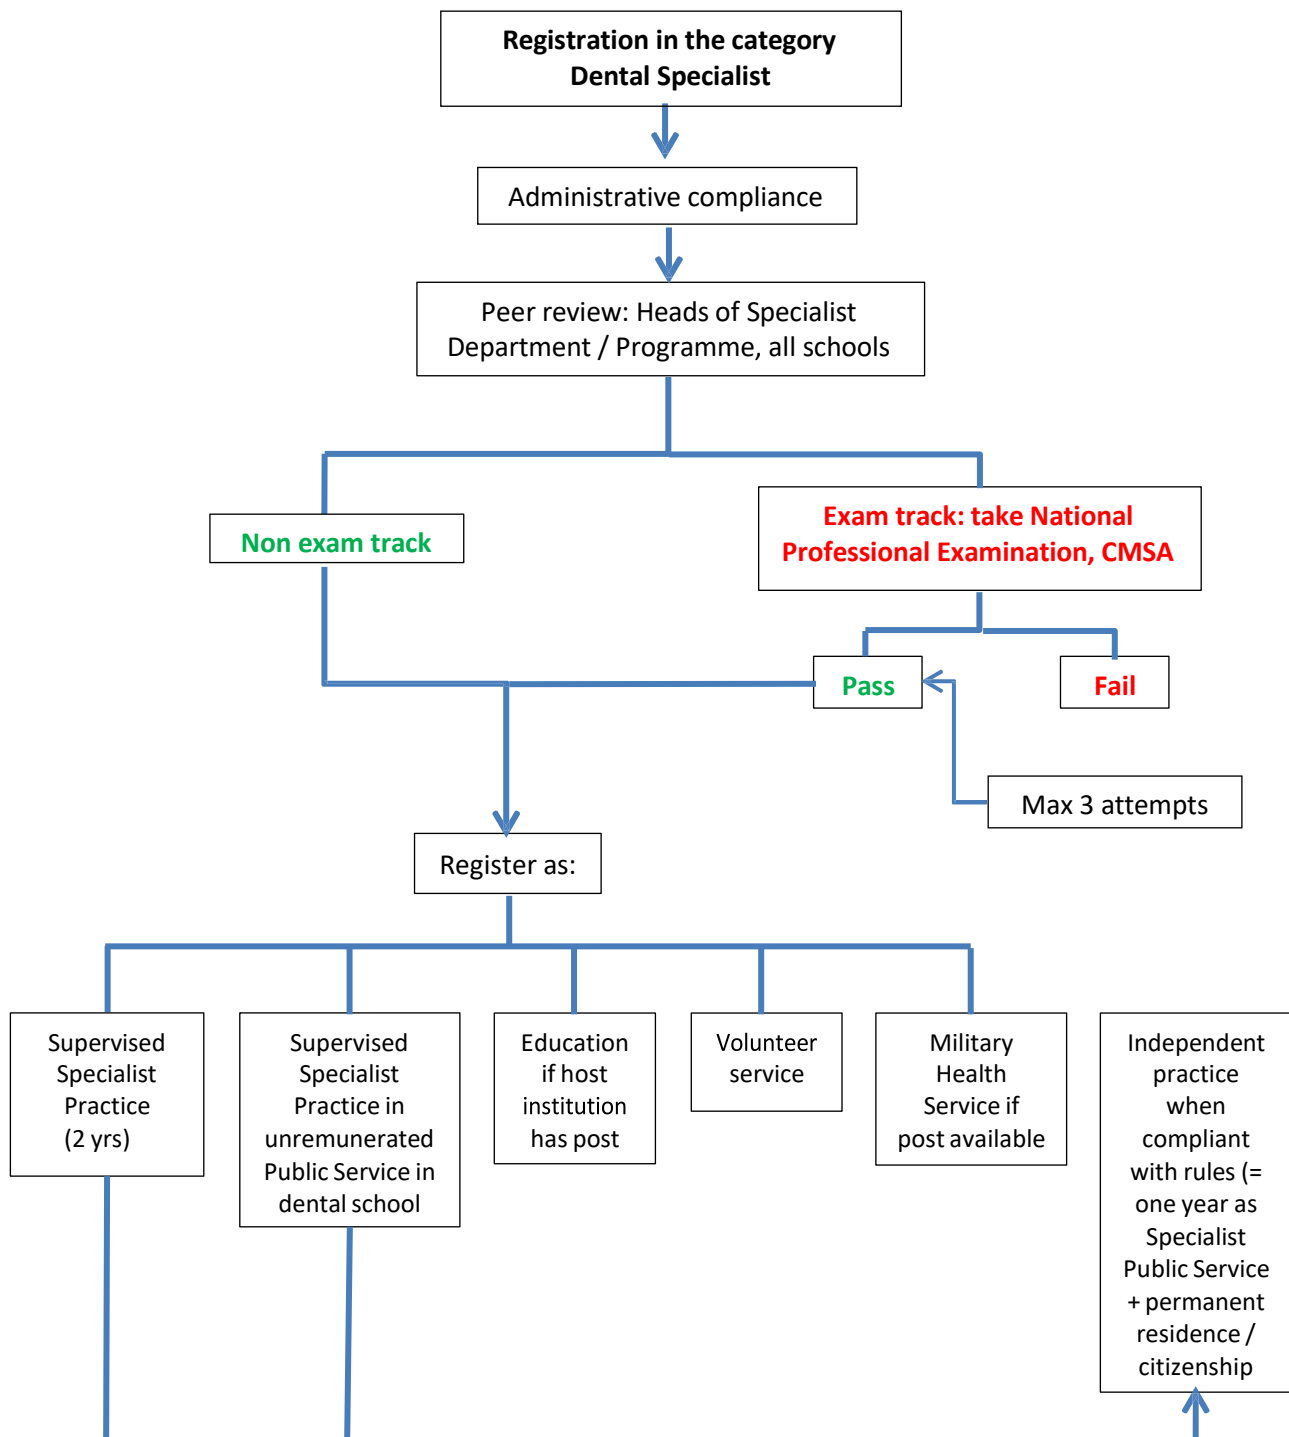 Registration in the category
Dental Specialist
Administrative compliance
Peer review: Heads of Specialist
Department / Programme, all schools
Non exam track
Exam track: take National
Professional Examination, CMSA
Pass
Fail
Max 3 attempts
Register as:
Supervised
Specialist
Practice
(2 yrs)
Supervised
Specialist
Practice in
unremunerated
Public Service in
dental school
Education
if host
institution
has post
Volunteer
service
Military
Health
Service if
post available
Independent
practice
when
compliant
with rules (=
one year as
Specialist
Public Service
+ permanent
residence /
citizenship